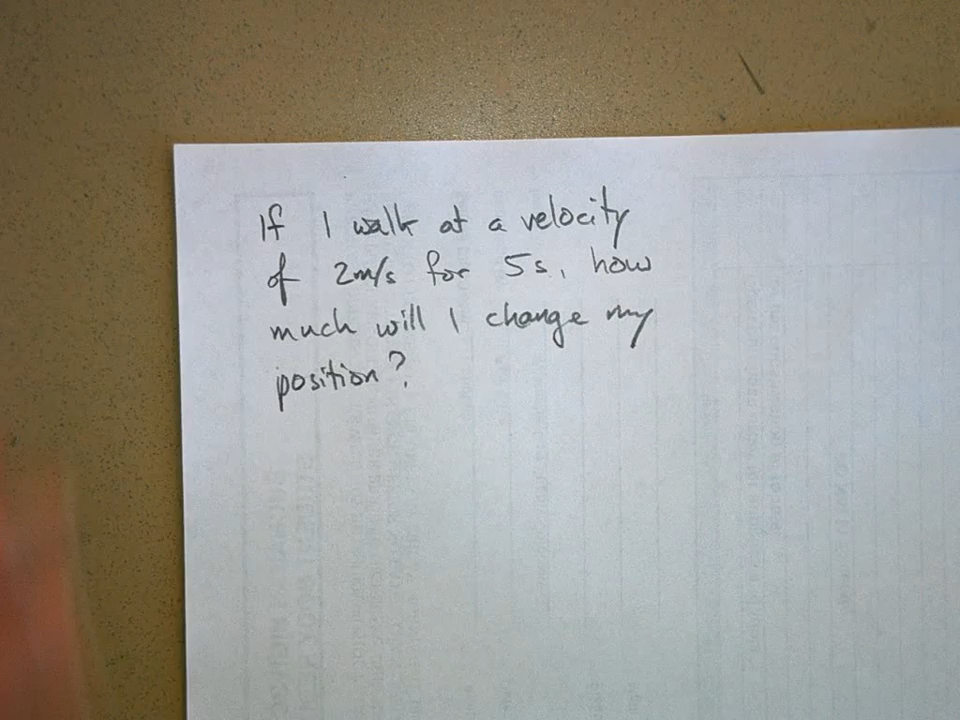 If I walk at a velocity
of 2m/s for 5s, how
much will I change my
position?